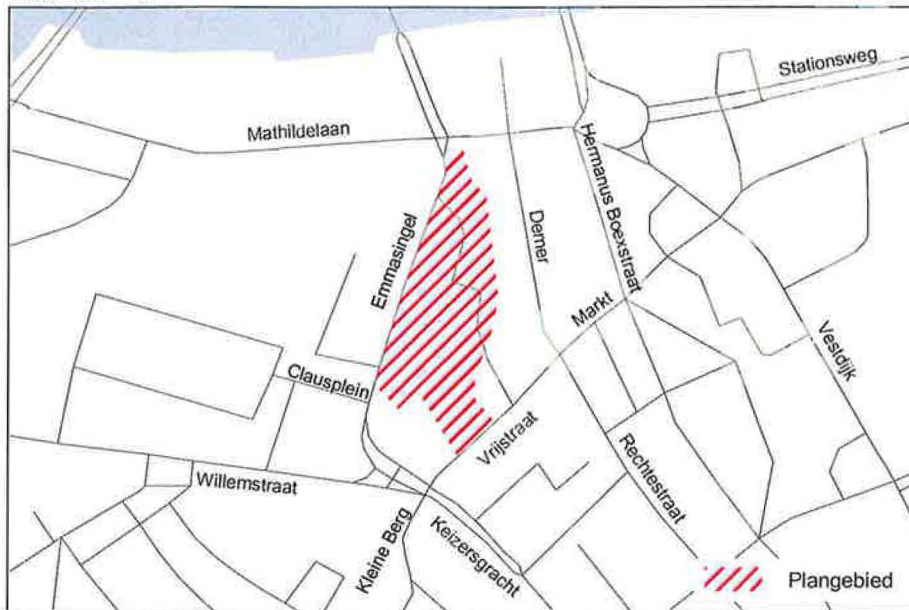 Stationsweg
Mathildelaan
Hermanus Boexstraat
Emmasingel
Demer
Markt
Vestdijk
Clausplein
Vrijstraat
Rechtestraat
Willemstraat
Kleine Berg
Keizersgracht
Plangebied